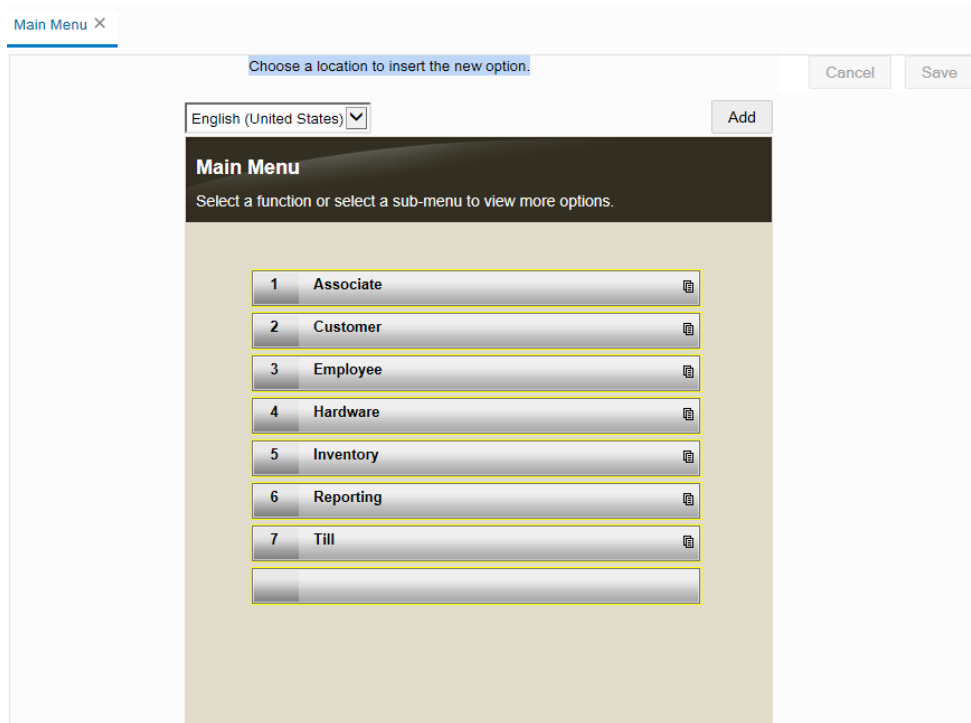 Main Menu ×
Choose a location to insert the new option.
Cancel Save
English (United States) Add
Main Menu
Select a function or select a sub-menu to view more options.
1 Associate
2 Customer
3 Employee
4 Hardware
5 Inventory
6 Reporting
7 Till